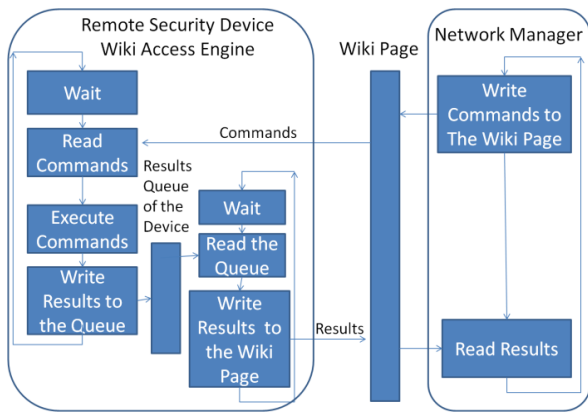 Remote Security Device
Wiki Access Engine
Wiki Page
Network Manager
Wait
Write
Commands to
The Wiki Page
Commands
Read
Commands
Results
Queue
of the
Device
Wait
Execute
Commands
Read the
Queue
Write
Results to
the Queue
Write
Results to
the Wiki
Page
Results
Read Results